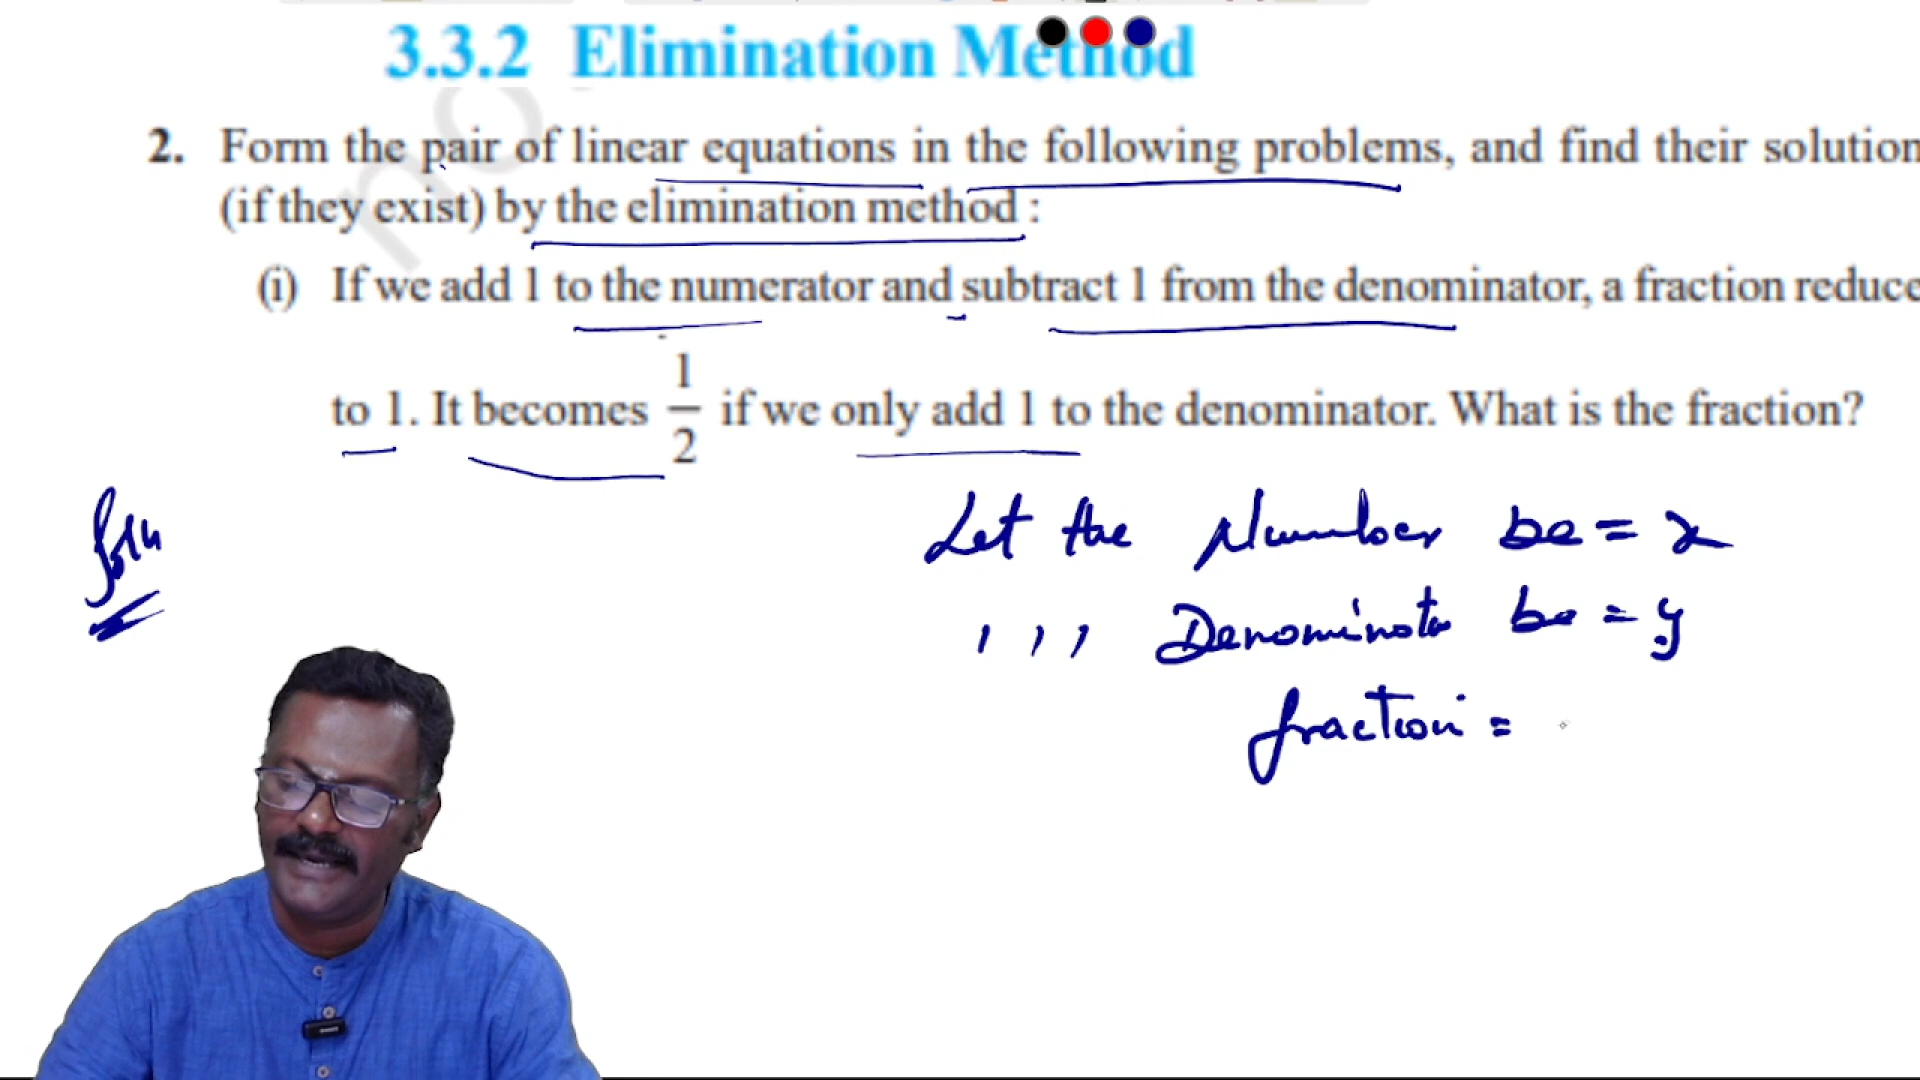 3.3.2 Elimination Method
2. Form the pair of linear equations in the following problems, and find their solution
(if they exist) by the elimination method :
(i) If we add 1 to the numerator and subtract 1 from the denominator, a fraction reduce
to 1. It becomes 1/2 if we only add 1 to the denominator. What is the fraction?
Soln
Let the Number be = x
, , , Denominator be = y
fraction =